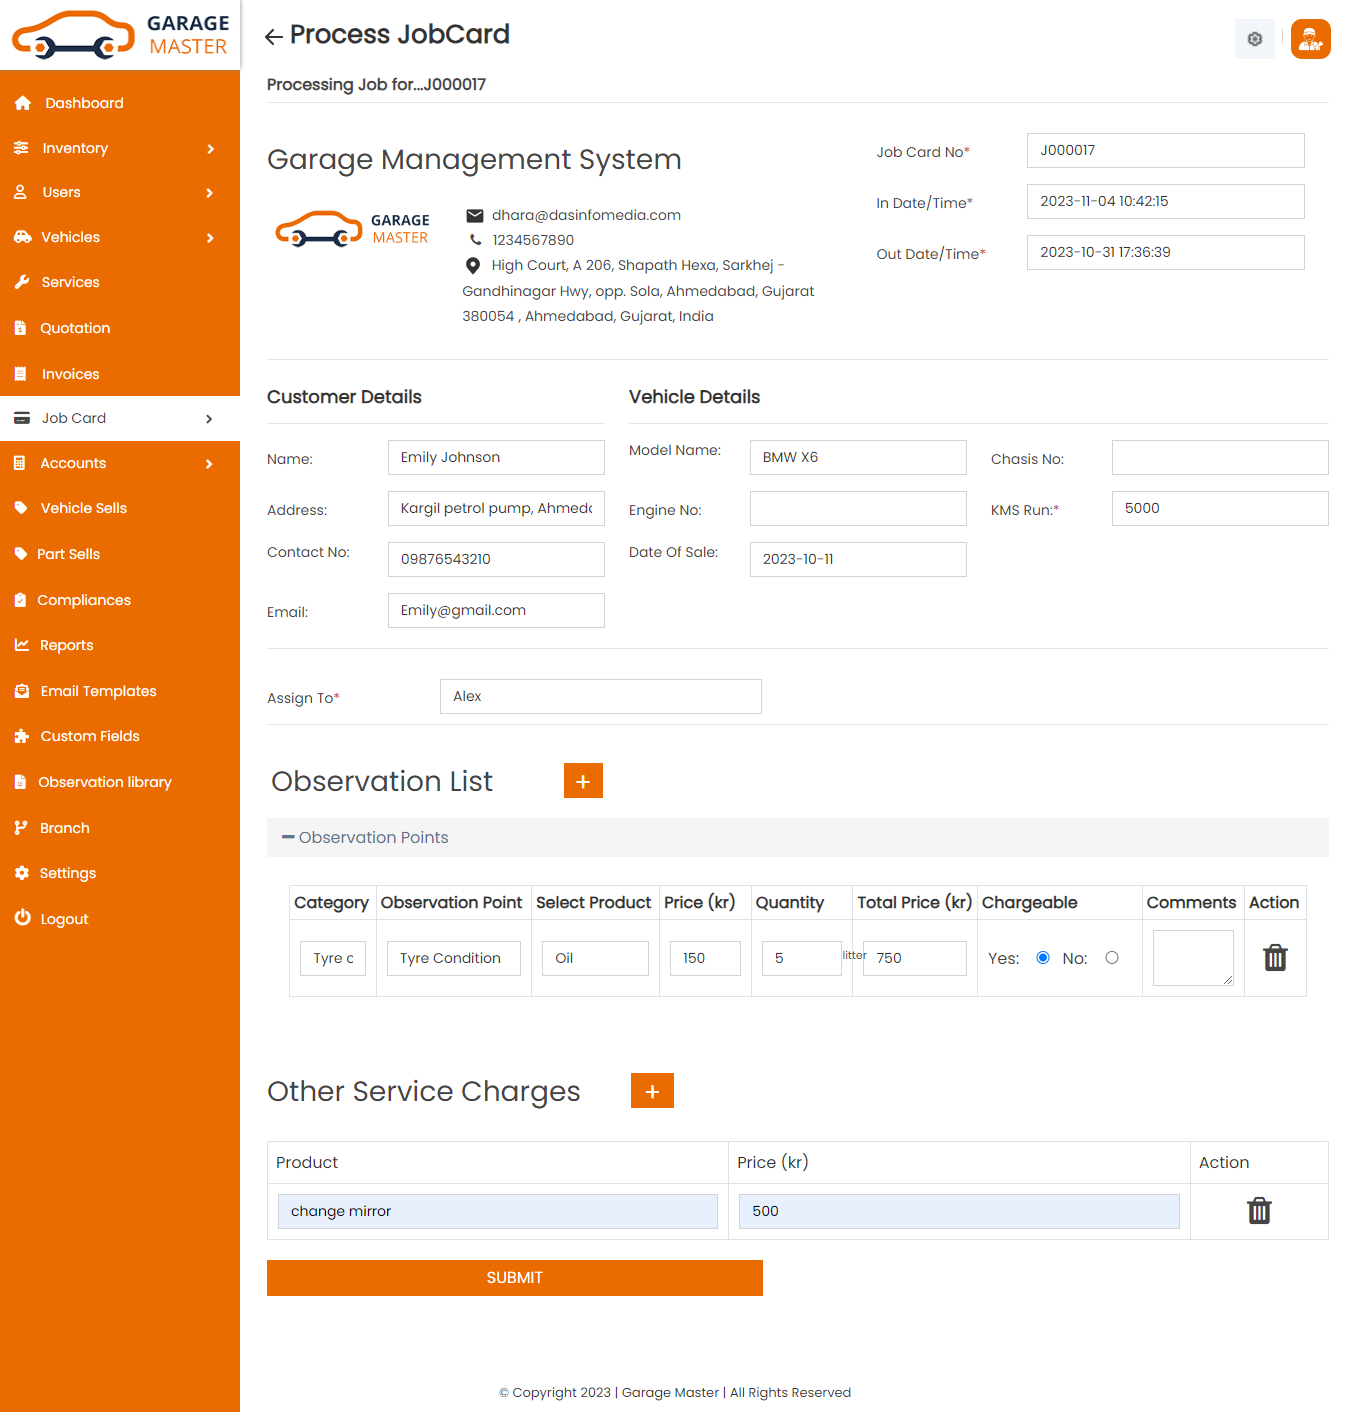 GARAGE
MASTER
Dashboard
Inventory
Users
Vehicles
Services
Quotation
Invoices
Job Card
Accounts
Vehicle Sells
Part Sells
Compliances
Reports
Email Templates
Custom Fields
Observation library
Branch
Settings
Logout
Process JobCard
Processing Job for...J000017
Garage Management System
GARAGE
MASTER
dhara@dasinfomedia.com
1234567890
High Court, A 206, Shapath Hexa, Sarkhej -
Gandhinagar Hwy, opp. Sola, Ahmedabad, Gujarat
380054 , Ahmedabad, Gujarat, India
Job Card No* J000017
In Date/Time* 2023-11-04 10:42:15
Out Date/Time* 2023-10-31 17:36:39
Customer Details
Name: Emily Johnson
Address: Kargil petrol pump, Ahmed
Contact No: 09876543210
Email: Emily@gmail.com
Vehicle Details
Model Name: BMW X6 Chasis No:
Engine No: KMS Run:* 5000
Date Of Sale: 2023-10-11
Assign To* Alex
Observation List +
Observation Points
Category Observation Point Select Product Price (kr) Quantity Total Price (kr) Chargeable Comments Action
Tyre c Tyre Condition Oil 150 5 litter 750 Yes: No:
Other Service Charges +
Product Price (kr) Action
change mirror 500
SUBMIT
© Copyright 2023 | Garage Master | All Rights Reserved